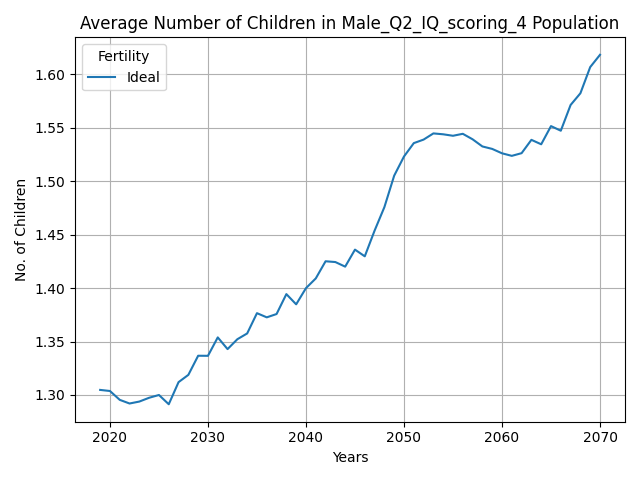 Average Number of Children in Male_Q2_IQ_scoring_4 Population
Fertility
Ideal
1.60
1.55
1.50
1.45
1.40
1.35
1.30
No. of Children
2020 2030 2040 2050 2060 2070
Years